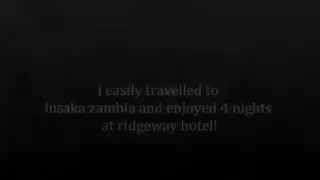 I easily travelled to
lusaka zambia and enjoyed 4 nights
at ridgeway hotel!